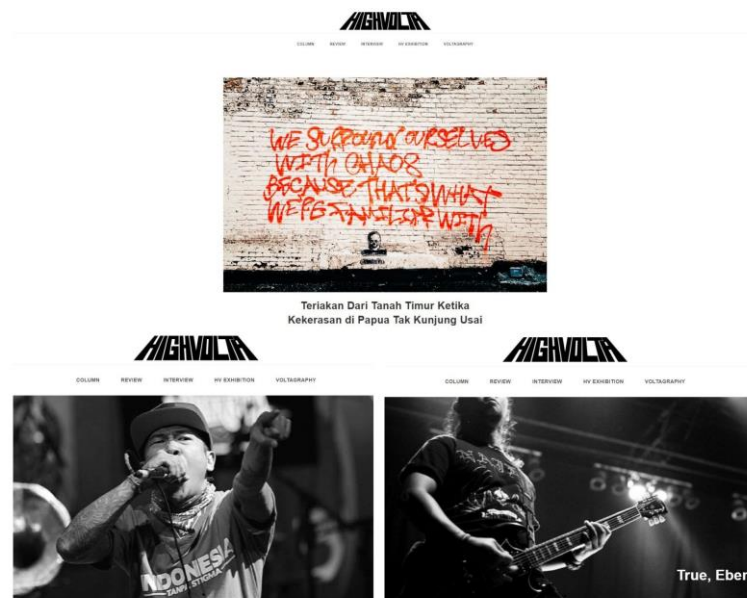 HIGHVOLTA
COLUMN REVIEW INTERVIEW HV EXHIBITION VOLTAGRAPHY
WE SURROUND OURSELVES
WITH CHAOS
BECAUSE THAT'S WHAT
WE'RE FAMILIAR WITH
Teriakan Dari Tanah Timur Ketika
Kekerasan di Papua Tak Kunjung Usai
HIGHVOLTA
COLUMN REVIEW INTERVIEW HV EXHIBITION VOLTAGRAPHY
INDONESIA
TANPA STIGMA
HIGHVOLTA
COLUMN REVIEW INTERVIEW HV EXHIBITION VOLTAGRAPHY
True, Eber